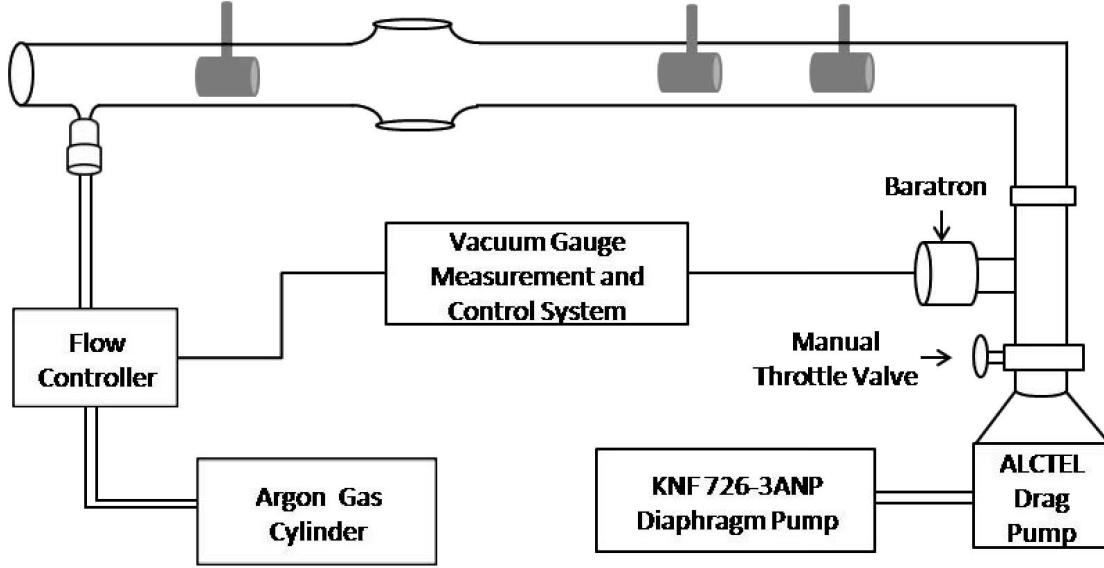 Baratron
Vacuum Gauge
Measurement and
Control System
Flow
Controller
Manual
Throttle Valve
Argon Gas
Cylinder
KNF 726-3ANP
Diaphragm Pump
ALCTEL
Drag
Pump